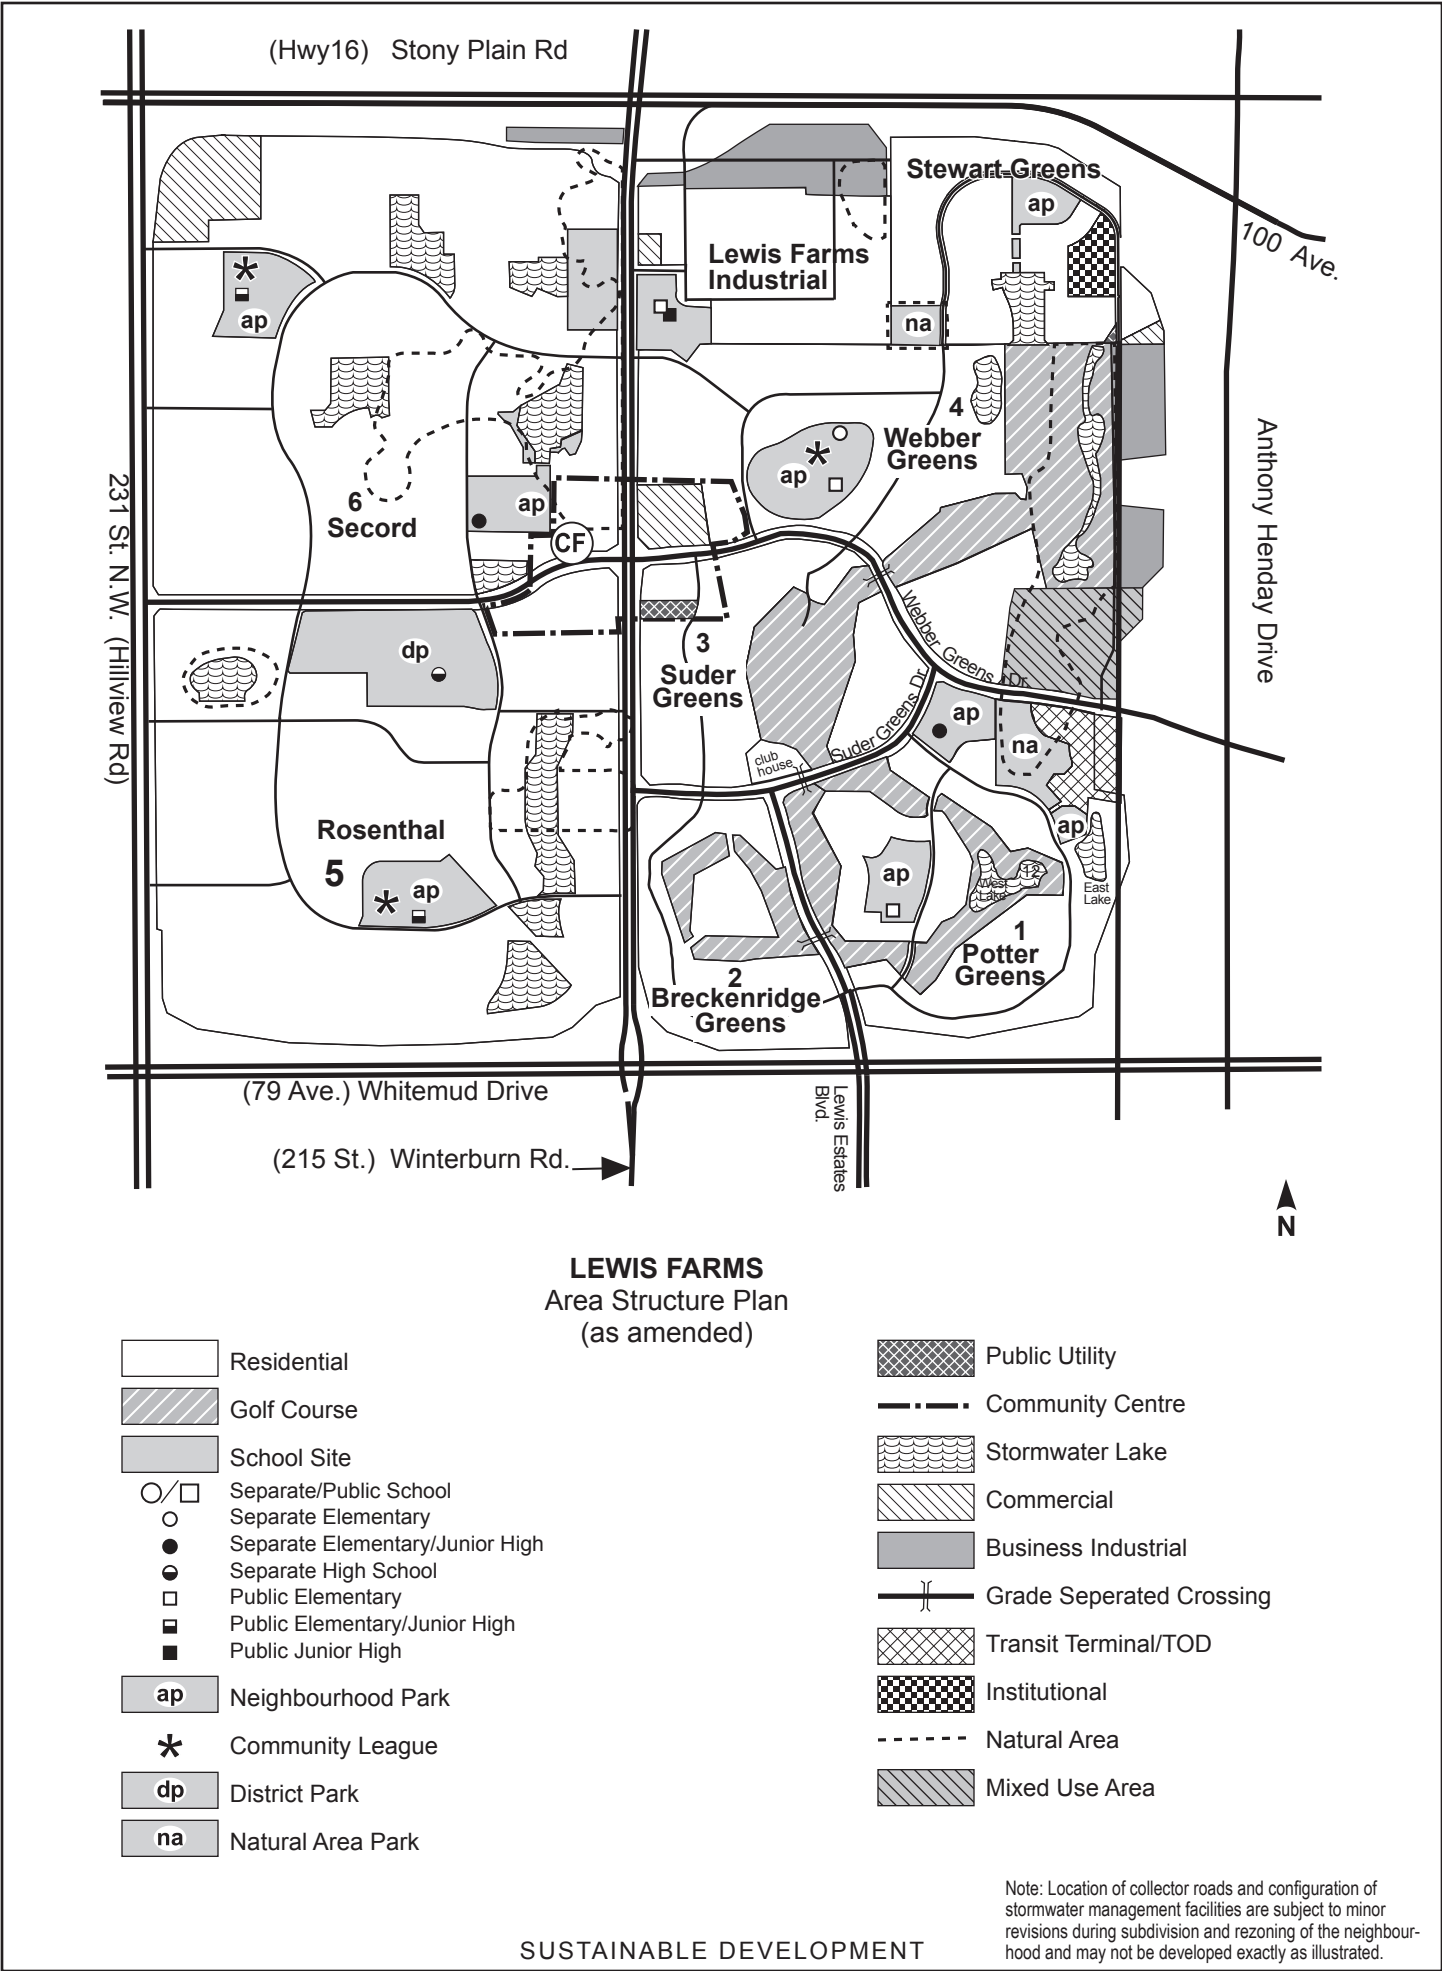 (Hwy16) Stony Plain Rd
Stewart Greens
ap
100 Ave.
Lewis Farms
Industrial
ap
na
4
Webber
Greens
ap
Anthony Henday Drive
231 St. N.W. (Hillview Rd)
6
Secord
ap
CF
Webber Greens Dr.
3
Suder
Greens
dp
Suder Greens Dr.
ap
na
club
house
ap
Rosenthal
5
ap
ap
West
Lake
12
East
Lake
1
Potter
Greens
2
Breckenridge
Greens
(79 Ave.) Whitemud Drive
Lewis Estates
Blvd.
(215 St.) Winterburn Rd.
N
LEWIS FARMS
Area Structure Plan
(as amended)
Residential
Golf Course
School Site
Separate/Public School
Separate Elementary
Separate Elementary/Junior High
Separate High School
Public Elementary
Public Elementary/Junior High
Public Junior High
ap Neighbourhood Park
Community League
dp District Park
na Natural Area Park
Public Utility
Community Centre
Stormwater Lake
Commercial
Business Industrial
Grade Seperated Crossing
Transit Terminal/TOD
Institutional
Natural Area
Mixed Use Area
Note: Location of collector roads and configuration of
stormwater management facilities are subject to minor
revisions during subdivision and rezoning of the neighbour-
hood and may not be developed exactly as illustrated.
SUSTAINABLE DEVELOPMENT